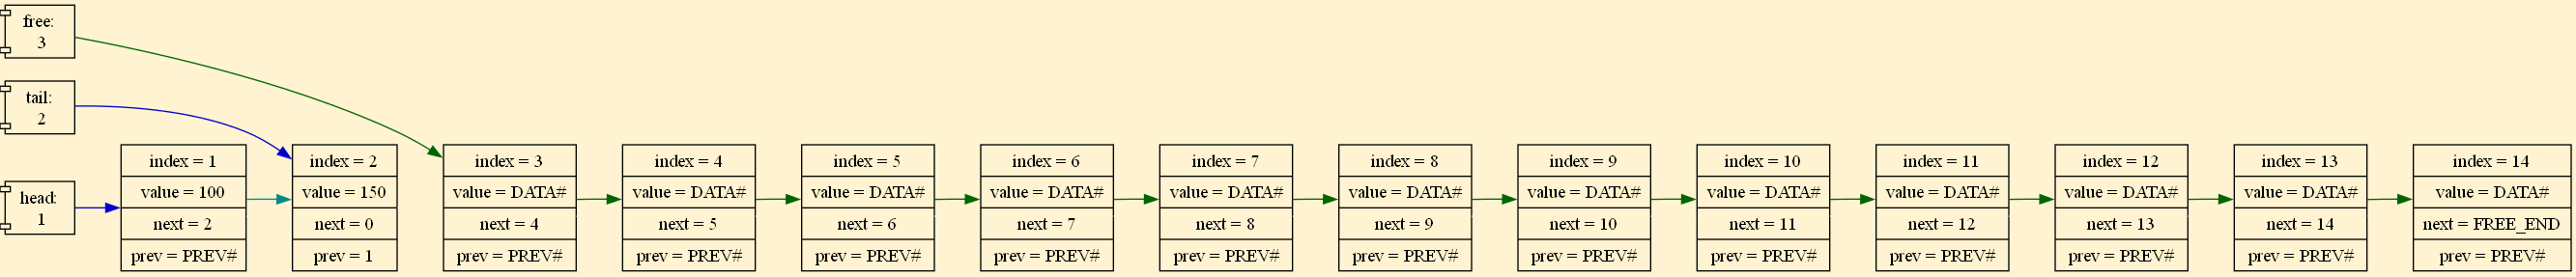 free:
3
tail:
2
head:
1
index = 1
value = 100
next = 2
prev = PREV#
index = 2
value = 150
next = 0
prev = 1
index = 3
value = DATA#
next = 4
prev = PREV#
index = 4
value = DATA#
next = 5
prev = PREV#
index = 5
value = DATA#
next = 6
prev = PREV#
index = 6
value = DATA#
next = 7
prev = PREV#
index = 7
value = DATA#
next = 8
prev = PREV#
index = 8
value = DATA#
next = 9
prev = PREV#
index = 9
value = DATA#
next = 10
prev = PREV#
index = 10
value = DATA#
next = 11
prev = PREV#
index = 11
value = DATA#
next = 12
prev = PREV#
index = 12
value = DATA#
next = 13
prev = PREV#
index = 13
value = DATA#
next = 14
prev = PREV#
index = 14
value = DATA#
next = FREE_END
prev = PREV#